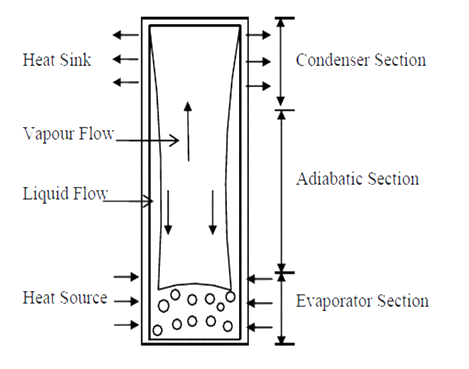 Heat Sink
Condenser Section
Vapour Flow
Adiabatic Section
Liquid Flow
Heat Source
Evaporator Section